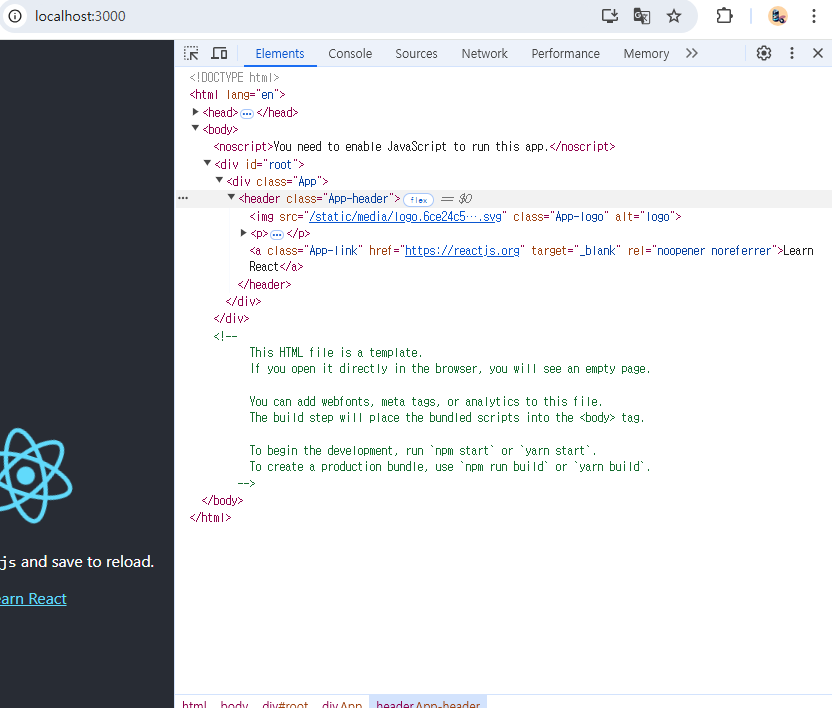 localhost:3000
Elements Console Sources Network Performance Memory
<!DOCTYPE html>
<html lang="en">
<head> ··· </head>
<body>
<noscript>You need to enable JavaScript to run this app.</noscript>
<div id="root">
<div class="App">
··· <header class="App-header"> flex == $0
<img src="/static/media/logo.6ce24c5….svg" class="App-logo" alt="logo">
<p> ··· </p>
<a class="App-link" href="https://reactjs.org" target="_blank" rel="noopener noreferrer">Learn
React</a>
</header>
</div>
</div>
<!--
This HTML file is a template.
If you open it directly in the browser, you will see an empty page.
You can add webfonts, meta tags, or analytics to this file.
The build step will place the bundled scripts into the <body> tag.
To begin the development, run `npm start` or `yarn start`.
To create a production bundle, use `npm run build` or `yarn build`.
-->
</body>
</html>
js and save to reload.
earn React
html body div#root div.App header.App-header